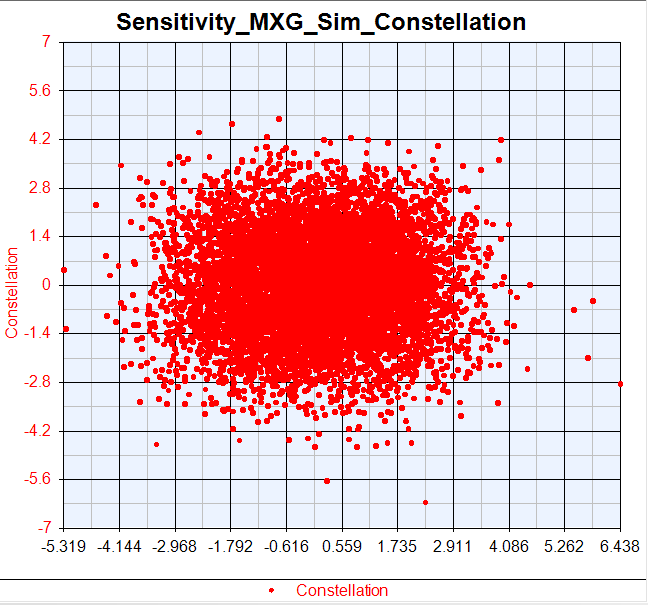 Sensitivity_MXG_Sim_Constellation
7
5.6
4.2
2.8
1.4
0
-1.4
-2.8
-4.2
-5.6
-7
Constellation
-5.319 -4.144 -2.968 -1.792 -0.616 0.559 1.735 2.911 4.086 5.262 6.438
Constellation